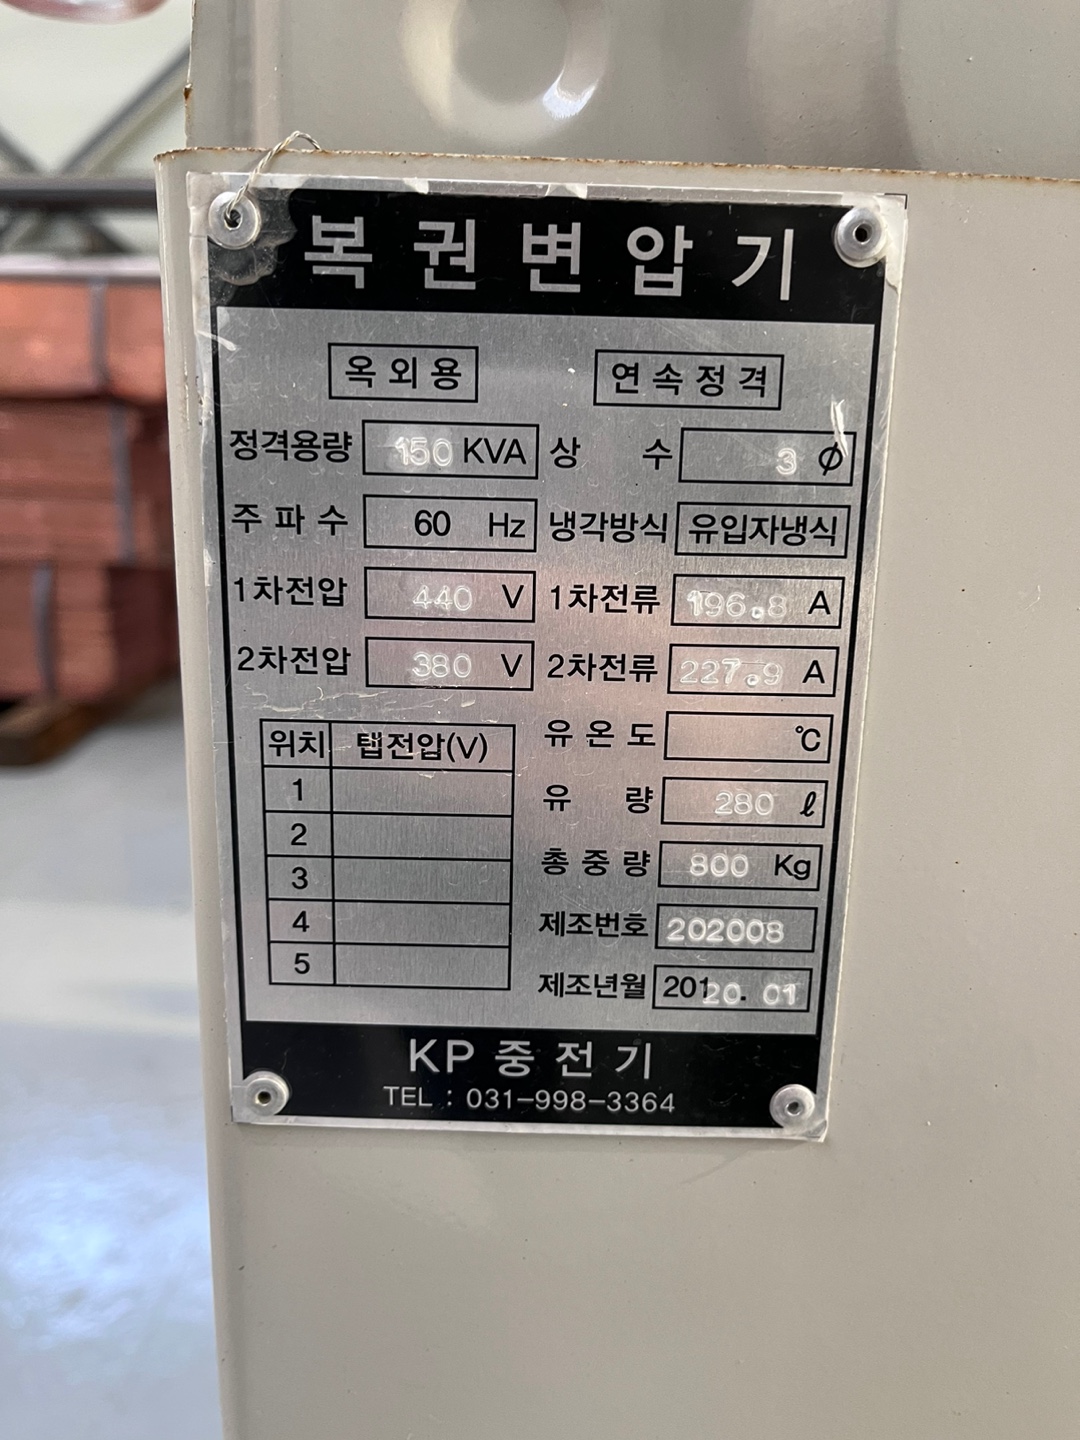 복권변압기
옥외용 연속정격
정격용량 150 KVA 상 수 3 Ø
주파수 60 Hz 냉각방식 유입자냉식
1차전압 440 V 1차전류 196.8 A
2차전압 380 V 2차전류 227.9 A
위치 탭전압(V) 유온도 ℃
1
유 량 280 ℓ
2
3 총중량 800 Kg
4 제조번호 202008
5 제조년월 20120. 01
KP중전기
TEL : 031-998-3364